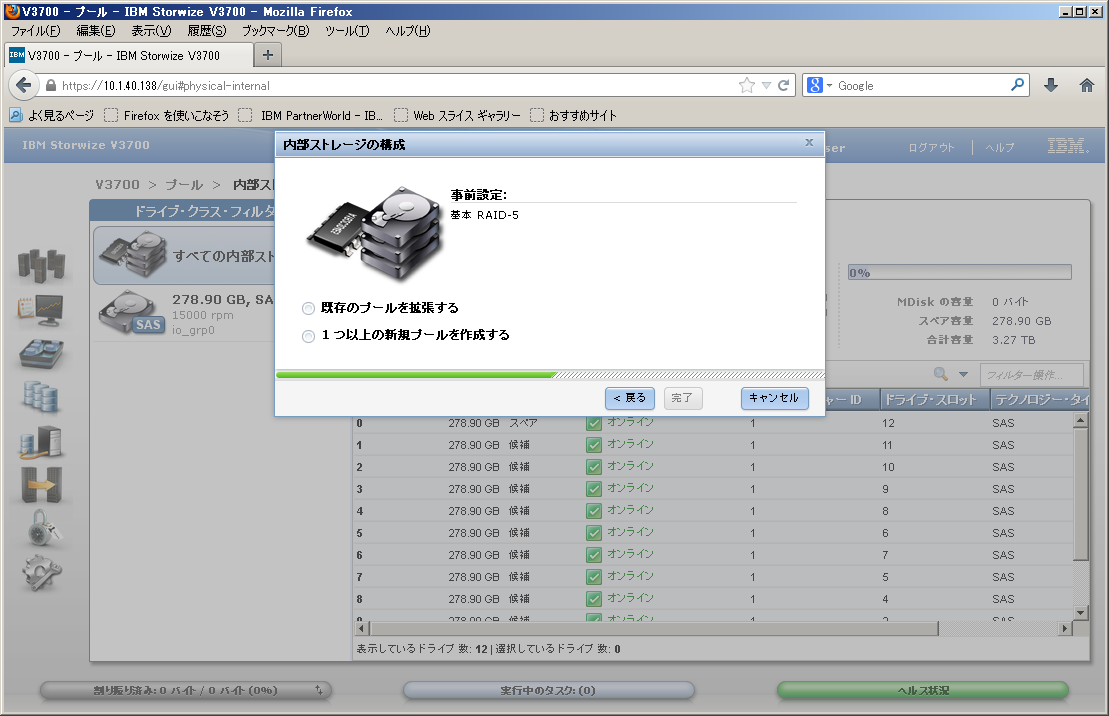 V3700 - プール - IBM Storwize V3700 - Mozilla Firefox
ファイル(F) 編集(E) 表示(V) 履歴(S) ブックマーク(B) ツール(T) ヘルプ(H)
IBM V3700 - プール - IBM Storwize V3700 +
https://10.1.40.138/gui#physical-internal
8 Google
よく見るページ Firefox を使いこなそう IBM PartnerWorld - IB... Web スライス ギャラリー おすすめサイト
IBM Storwize V3700
ser ログアウト | ヘルプ IBM.
内部ストレージの構成 x
V3700 > プール > 内部ス
ドライブ・クラス・フィルタ
すべての内部スト
278.90 GB, SA
15000 rpm
io_grp0
SAS
事前設定:
基本 RAID-5
既存のプールを拡張する
1 つ以上の新規プールを作成する
< 戻る 完了 キャンセル
0%
MDisk の容量 0 バイト
スペア容量 278.90 GB
合計容量 3.27 TB
フィルター操作...
ャー ID ドライブ・スロット テクノロジー・タイ
0 278.90 GB スペア オンライン 1 12 SAS
1 278.90 GB 候補 オンライン 1 11 SAS
2 278.90 GB 候補 オンライン 1 10 SAS
3 278.90 GB 候補 オンライン 1 9 SAS
4 278.90 GB 候補 オンライン 1 8 SAS
5 278.90 GB 候補 オンライン 1 6 SAS
6 278.90 GB 候補 オンライン 1 7 SAS
7 278.90 GB 候補 オンライン 1 5 SAS
8 278.90 GB 候補 オンライン 1 4 SAS
9 278.90 GB 候補 オンライン 1 SAS
表示しているドライブ 数: 12 | 選択しているドライブ 数: 0
割り振り済み: 0 バイト / 0 バイト (0%)
実行中のタスク: (0)
ヘルス状況